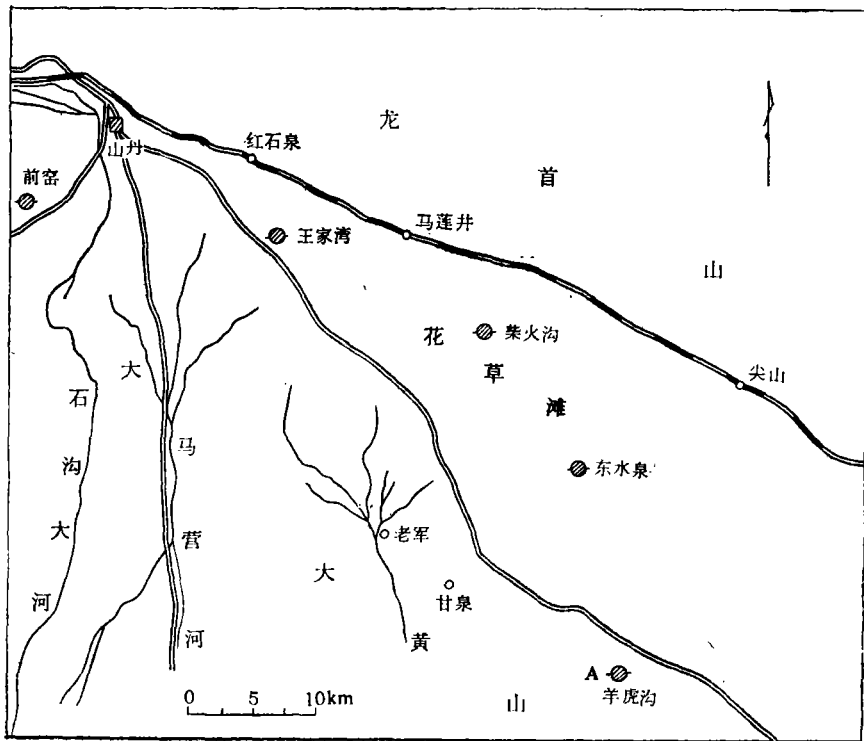 龙首山
红石泉
山丹
前窑
王家湾
马莲井
花草滩
柴火沟
尖山
大马营河
石沟大河
东水泉
老军
大黄山
甘泉
A
羊虎沟
0 5 10km